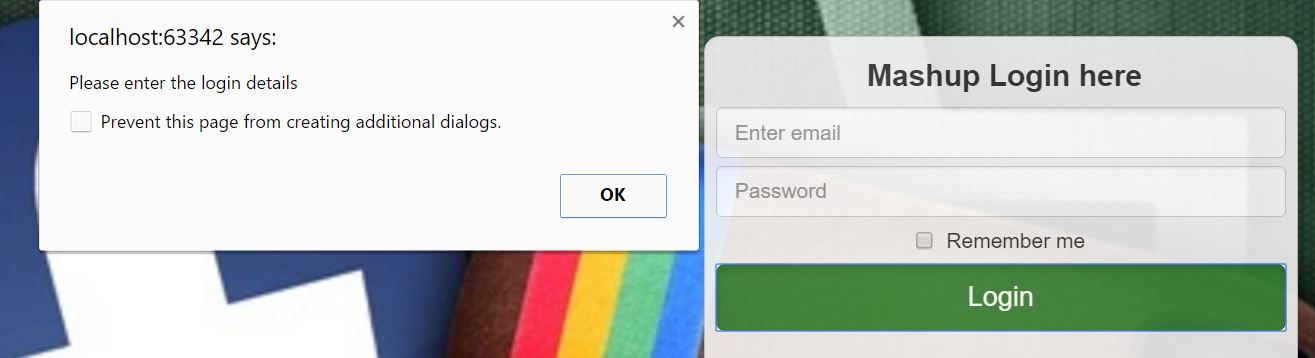 localhost:63342 says:
Please enter the login details
Prevent this page from creating additional dialogs.
OK
Mashup Login here
Enter email
Password
Remember me
Login